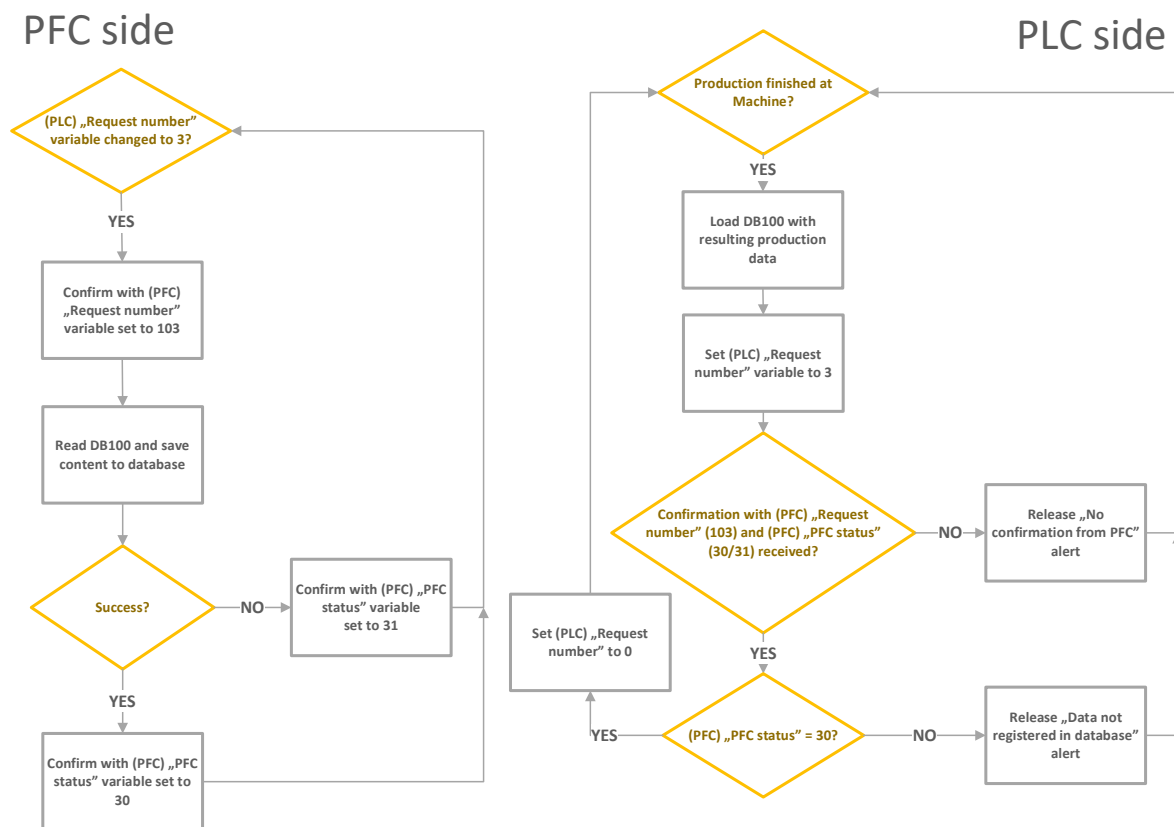 PFC side
(PLC) „Request number”
variable changed to 3?
YES
Confirm with (PFC)
„Request number”
variable set to 103
Read DB100 and save
content to database
Success?
NO
Confirm with (PFC) „PFC
status” variable
set to 31
YES
Confirm with (PFC) „PFC
status” variable set to
30
PLC side
Production finished at
Machine?
YES
Load DB100 with
resulting production
data
Set (PLC) „Request
number” variable to 3
Confirmation with (PFC) „Request
number” (103) and (PFC) „PFC status”
(30/31) received?
NO
Release „No
confirmation from PFC”
alert
YES
Set (PLC) „Request
number” to 0
YES
(PFC) „PFC status” = 30?
NO
Release „Data not
registered in database”
alert